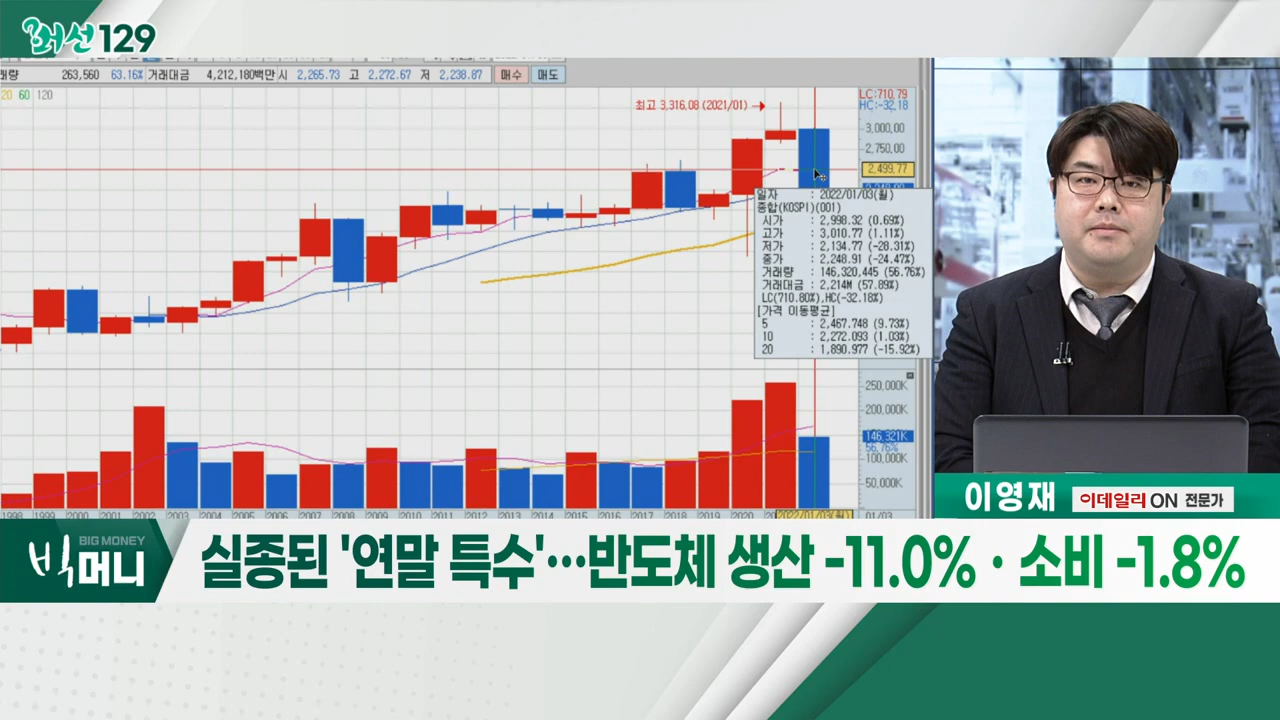 최선129
263,560 63.16% 거래대금 4,212,180백만 시 2,265.73 고 2,272.67 저 2,238.87 매수 매도
20 60 120
최고 3,316,08 (2021/01)
LC:710,79
HC:-32,18
3,000,00
2,750,00
2,499,77
일자 : 2022/01/03(월)
종합(KOSPI)(001)
시가 : 2,998.32 (0.69%)
고가 : 3,010.77 (1.11%)
저가 : 2,134.77 (-28.31%)
종가 : 2,248.91 (-24.47%)
거래량 : 146,320,445 (56.76%)
거래대금 : 2,214M (57.89%)
LC(710.80%),HC(-32.18%)
[가격 이동평균]
5 : 2,467.748 (9.73%)
10 : 2,272.093 (1.03%)
20 : 1,890.977 (-15.92%)
250,000K
200,000K
146,321K
56,76%
100,000K
50,000K
1998 1999 2000 2001 2002 2003 2004 2005 2006 2007 2008 2009 2010 2011 2012 2013 2014 2015 2016 2017 2018 2019 2020 2022/01/03(월) 01/03
이영재 이데일리 ON 전문가
BIG MONEY
빅머니
실종된 '연말 특수'…반도체 생산 -11.0%·소비 -1.8%